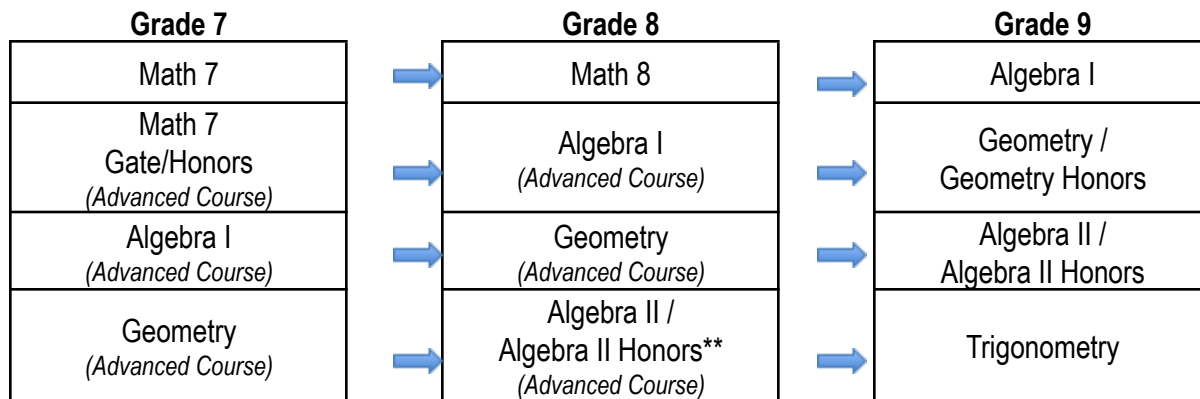 Grade 7
Grade 8
Grade 9
Math 7
Math 8
Algebra I
Math 7
Gate/Honors
(Advanced Course)
Algebra I
(Advanced Course)
Geometry /
Geometry Honors
Algebra I
(Advanced Course)
Geometry
(Advanced Course)
Algebra II /
Algebra II Honors
Geometry
(Advanced Course)
Algebra II /
Algebra II Honors**
(Advanced Course)
Trigonometry